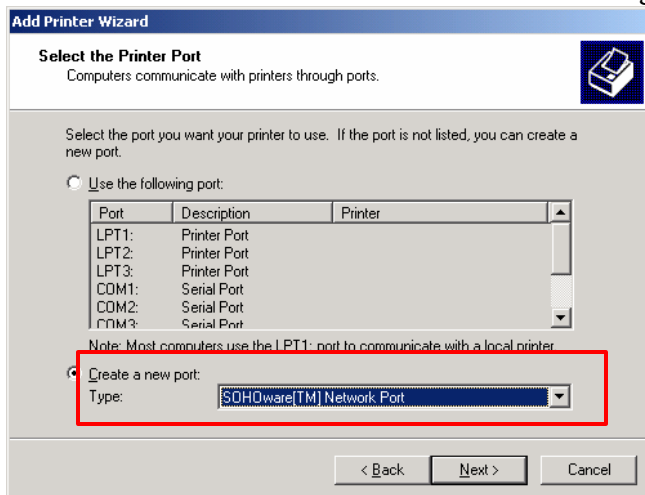 Add Printer Wizard
Select the Printer Port
Computers communicate with printers through ports.
Select the port you want your printer to use. If the port is not listed, you can create a
new port.
Use the following port:
Port Description Printer
LPT1: Printer Port
LPT2: Printer Port
LPT3: Printer Port
COM1: Serial Port
COM2: Serial Port
COM3: Serial Port
Note: Most computers use the LPT1: port to communicate with a local printer.
Create a new port:
Type: SOHOware[TM] Network Port
< Back Next > Cancel